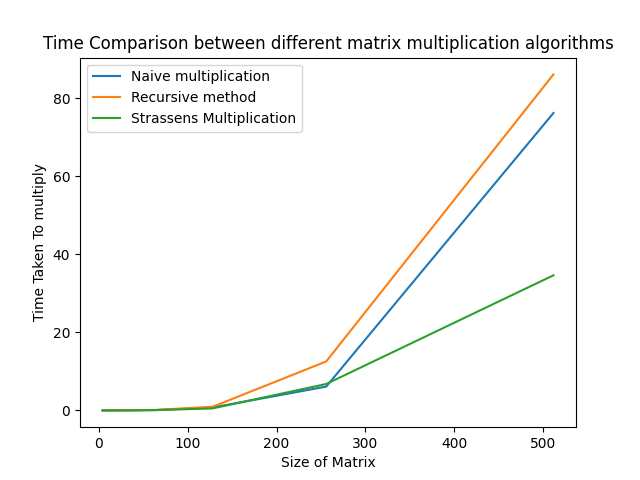 Time Comparison between different matrix multiplication algorithms
Naive multiplication
Recursive method
Strassens Multiplication
80
60
40
20
0
Time Taken To multiply
0 100 200 300 400 500
Size of Matrix